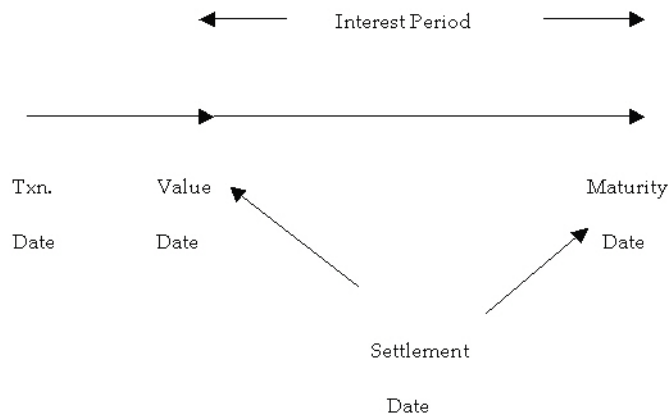 Interest Period
Txn. Value Maturity
Date Date Date
Settlement
Date